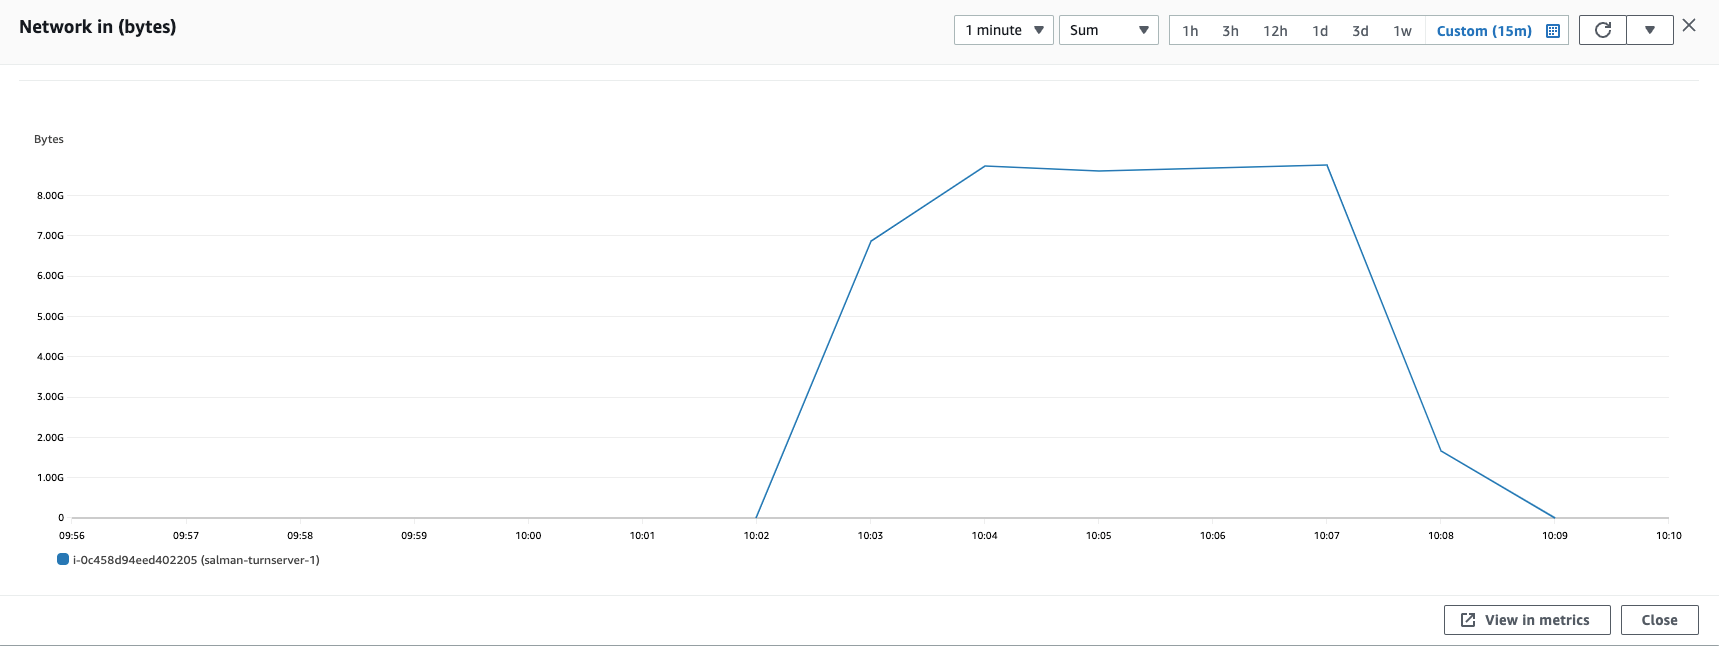 Network in (bytes)
1 minute
Sum
1h 3h 12h 1d 3d 1w Custom (15m)
Bytes
8.00G
7.00G
6.00G
5.00G
4.00G
3.00G
2.00G
1.00G
0
09:56 09:57 09:58 09:59 10:00 10:01 10:02 10:03 10:04 10:05 10:06 10:07 10:08 10:09 10:10
i-0c458d94eed402205 (salman-turnserver-1)
View in metrics
Close